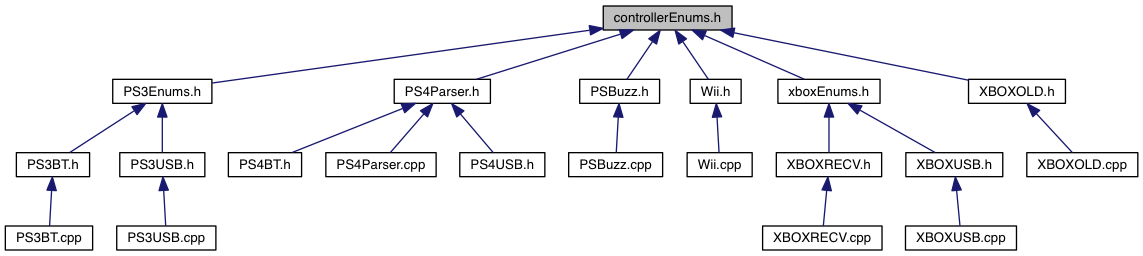 controllerEnums.h
PS3Enums.h
PS4Parser.h
PSBuzz.h
Wii.h
xboxEnums.h
XBOXOLD.h
PS3BT.h
PS3USB.h
PS4BT.h
PS4Parser.cpp
PS4USB.h
PSBuzz.cpp
Wii.cpp
XBOXRECV.h
XBOXUSB.h
XBOXOLD.cpp
PS3BT.cpp
PS3USB.cpp
XBOXRECV.cpp
XBOXUSB.cpp